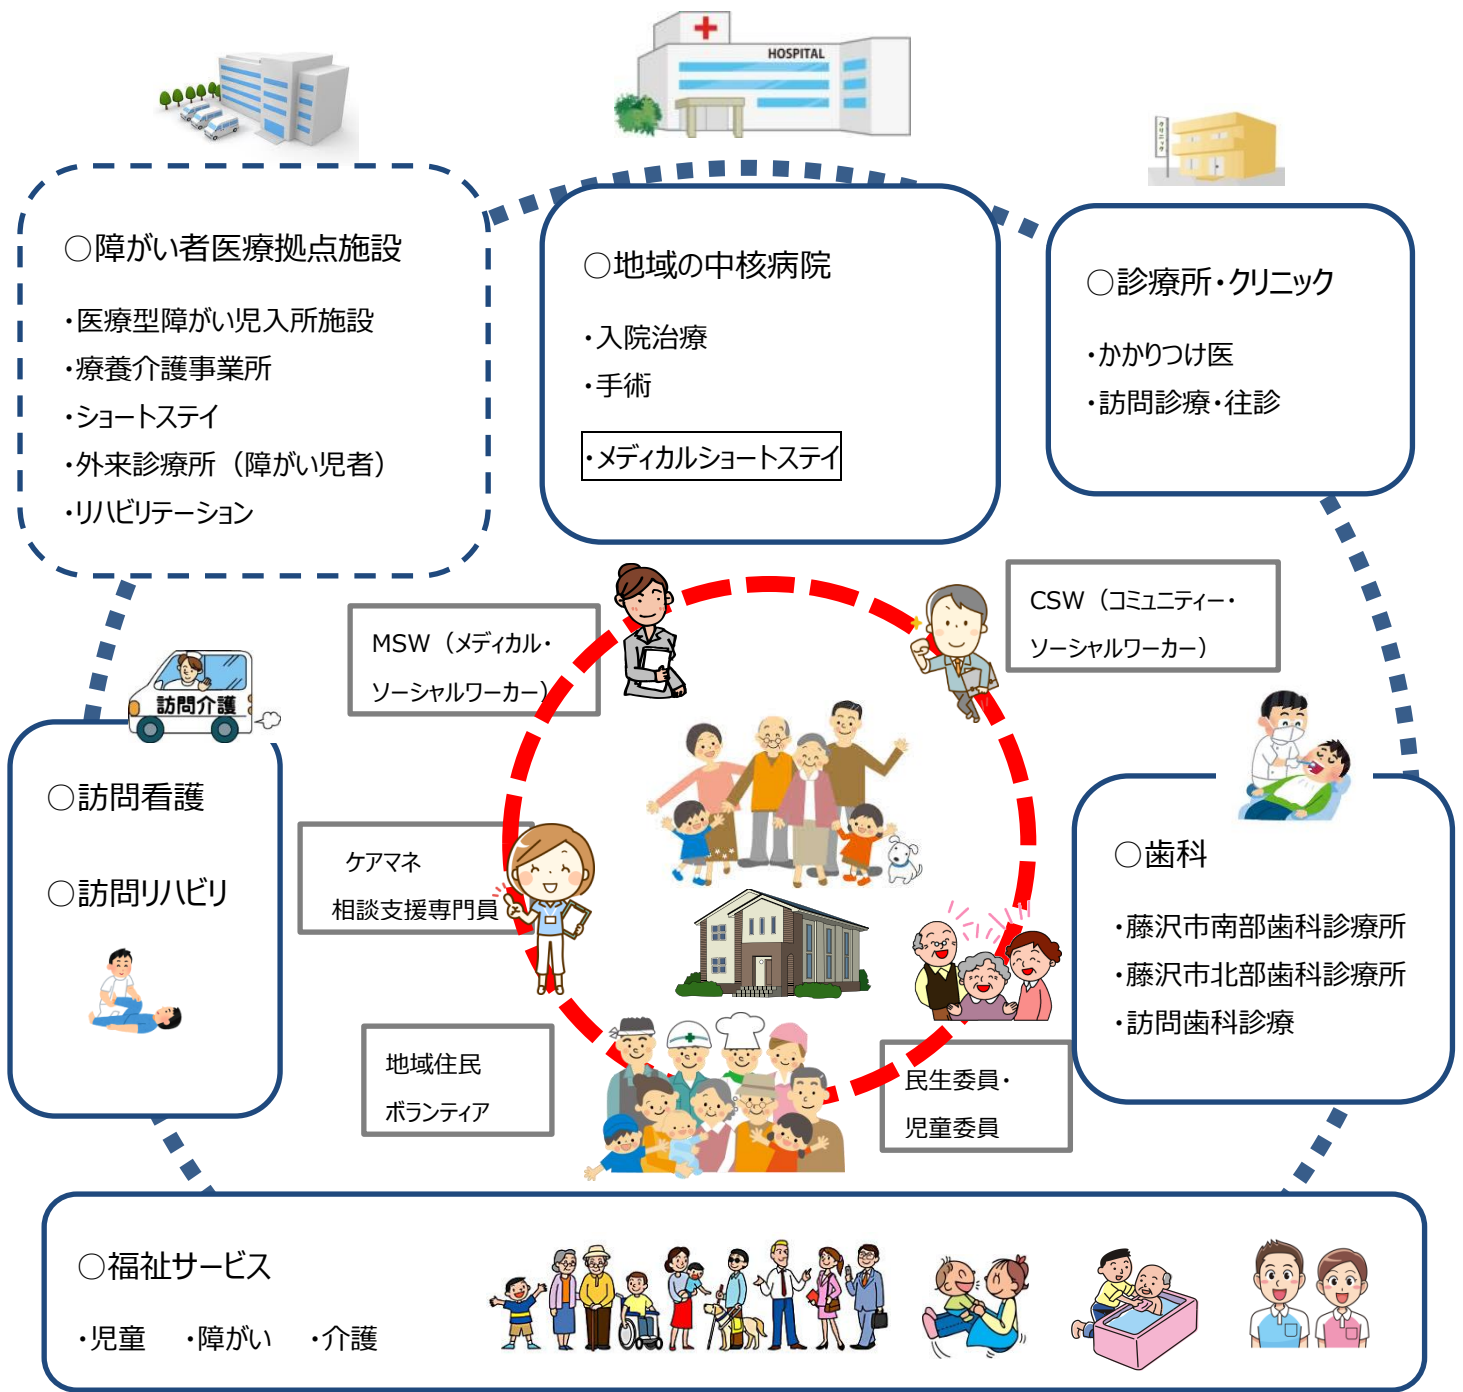 HOSPITAL
クリニック
○障がい者医療拠点施設
・医療型障がい児入所施設
・療養介護事業所
・ショートステイ
・外来診療所（障がい児者）
・リハビリテーション
○地域の中核病院
・入院治療
・手術
・メディカルショートステイ
○診療所・クリニック
・かかりつけ医
・訪問診療・往診
MSW（メディカル・
ソーシャルワーカー）
CSW（コミュニティー・
ソーシャルワーカー）
訪問介護
○訪問看護
○訪問リハビリ
ケアマネ
相談支援専門員
○歯科
・藤沢市南部歯科診療所
・藤沢市北部歯科診療所
・訪問歯科診療
地域住民
ボランティア
民生委員・
児童委員
○福祉サービス
・児童　・障がい　・介護